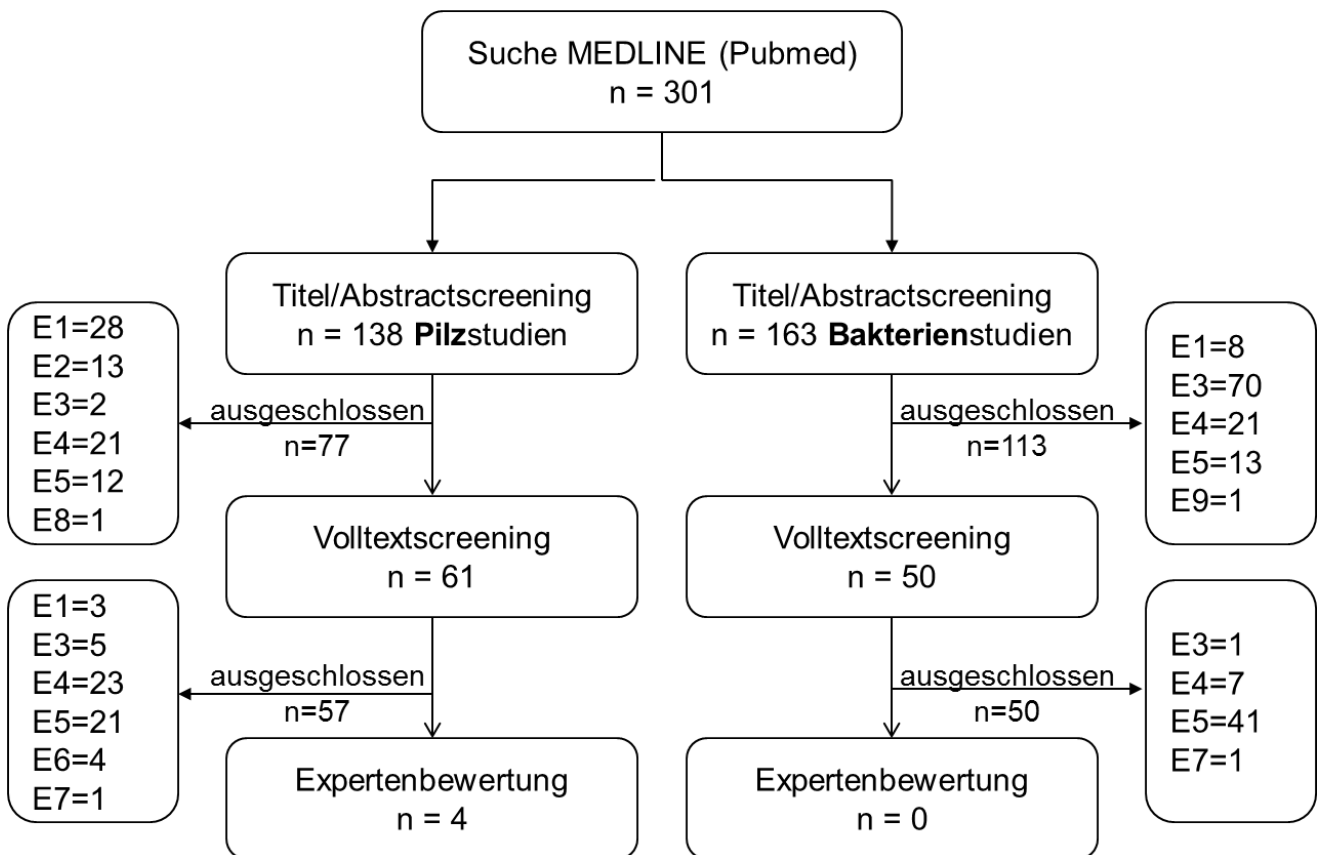 Suche MEDLINE (Pubmed)
n = 301
Titel/Abstractscreening
n = 138 Pilzstudien
Titel/Abstractscreening
n = 163 Bakterienstudien
E1=28
E2=13
E3=2
E4=21
E5=12
E8=1
ausgeschlossen
n=77
ausgeschlossen
n=113
E1=8
E3=70
E4=21
E5=13
E9=1
Volltextscreening
n = 61
Volltextscreening
n = 50
E1=3
E3=5
E4=23
E5=21
E6=4
E7=1
ausgeschlossen
n=57
ausgeschlossen
n=50
E3=1
E4=7
E5=41
E7=1
Expertenbewertung
n = 4
Expertenbewertung
n = 0